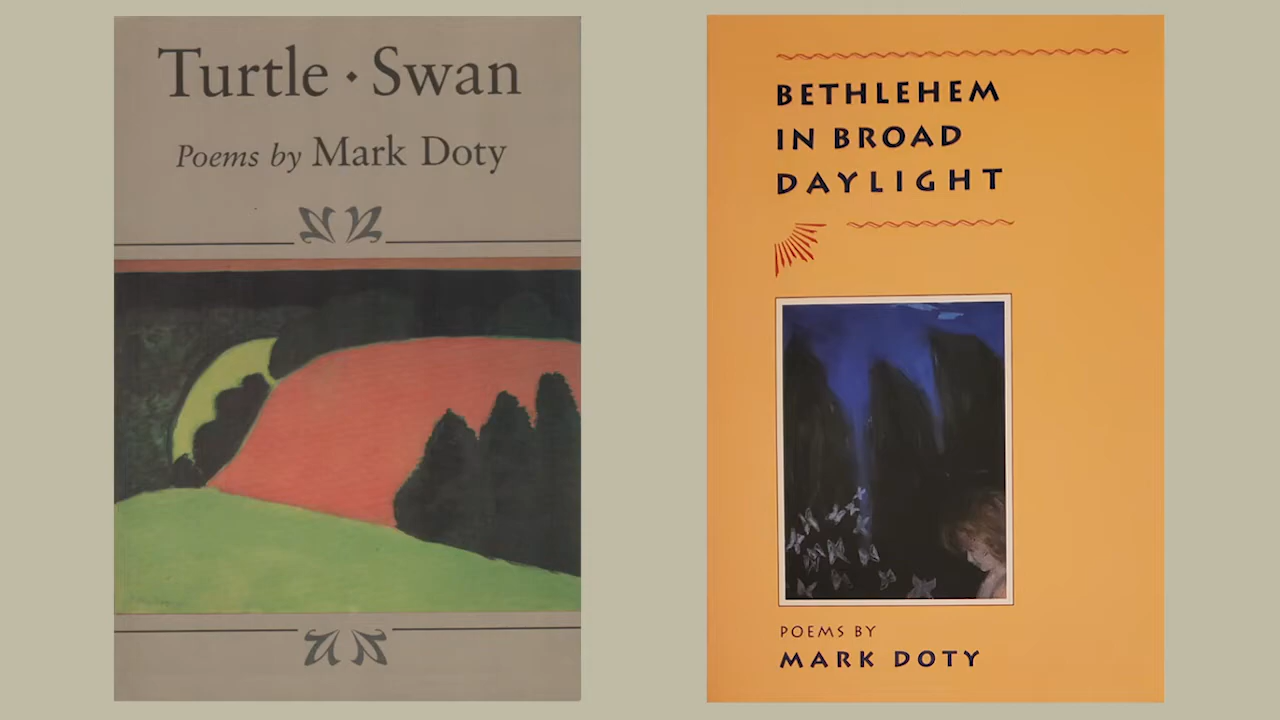 Turtle · Swan
Poems by Mark Doty
BETHLEHEM
IN BROAD
DAYLIGHT
POEMS BY
MARK DOTY